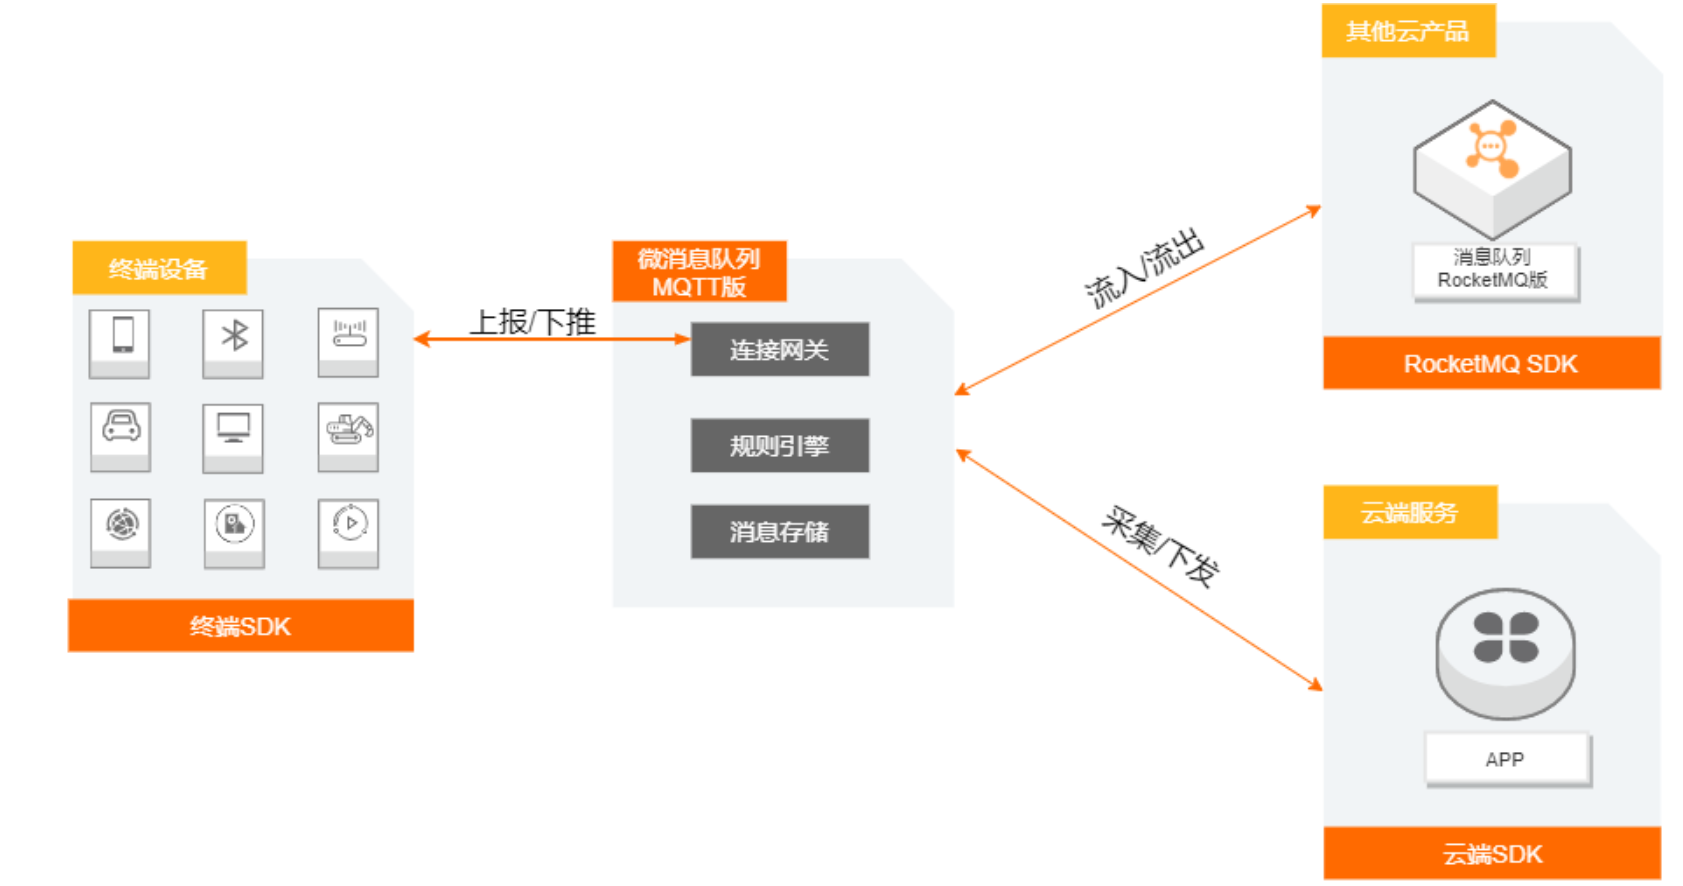 终端设备
终端SDK
上报/下推
微消息队列
MQTT版
连接网关
规则引擎
消息存储
流入/流出
采集/下发
其他云产品
消息队列
RocketMQ版
RocketMQ SDK
云端服务
APP
云端SDK